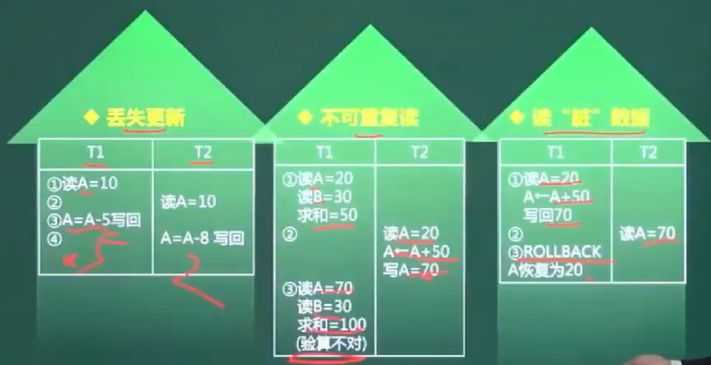 ◆ 丢失更新
T1 T2
①读A=10
② 读A=10
③A=A-5写回
④ A=A-8 写回
◆ 不可重复读
T1 T2
①读A=20
读B=30
求和=50
② 读A=20
A←A+50
写A=70
③读A=70
读B=30
求和=100
(验算不对)
◆ 读“脏”数据
T1 T2
①读A=20
A←A+50
写回70
② 读A=70
③ROLLBACK
A恢复为20